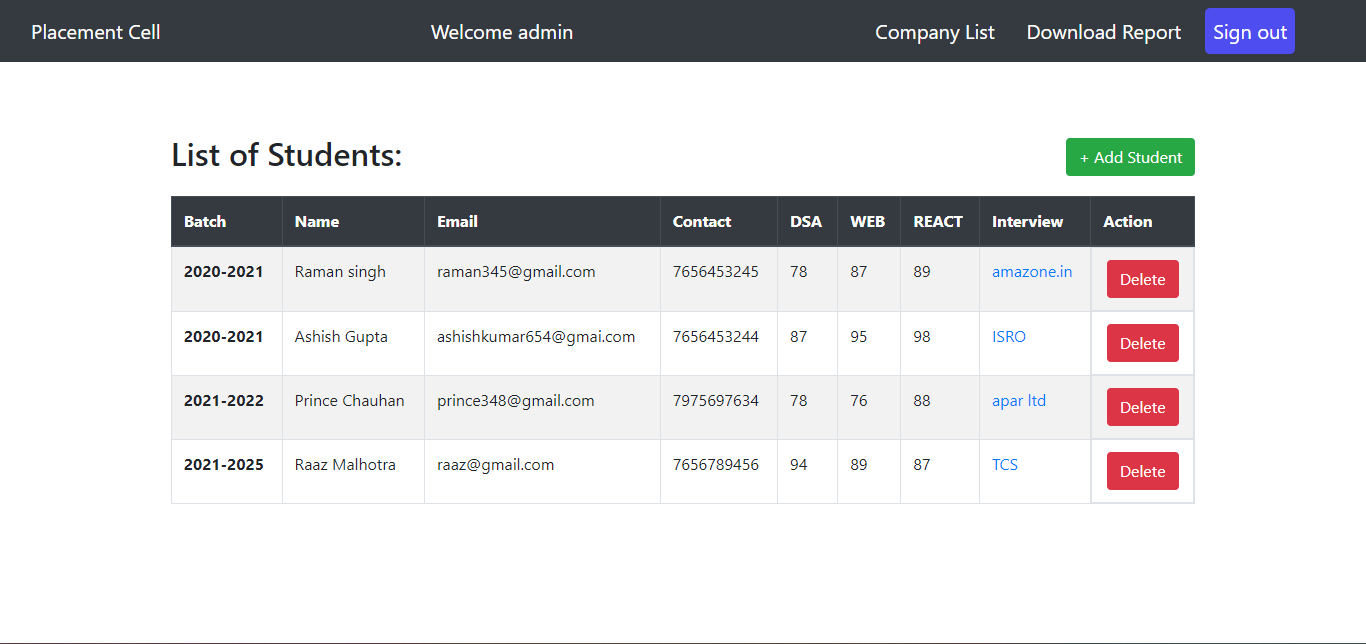 Placement Cell Welcome admin Company List Download Report Sign out
List of Students: + Add Student
Batch Name Email Contact DSA WEB REACT Interview Action
2020-2021 Raman singh raman345@gmail.com 7656453245 78 87 89 amazone.in Delete
2020-2021 Ashish Gupta ashishkumar654@gmai.com 7656453244 87 95 98 ISRO Delete
2021-2022 Prince Chauhan prince348@gmail.com 7975697634 78 76 88 apar ltd Delete
2021-2025 Raaz Malhotra raaz@gmail.com 7656789456 94 89 87 TCS Delete